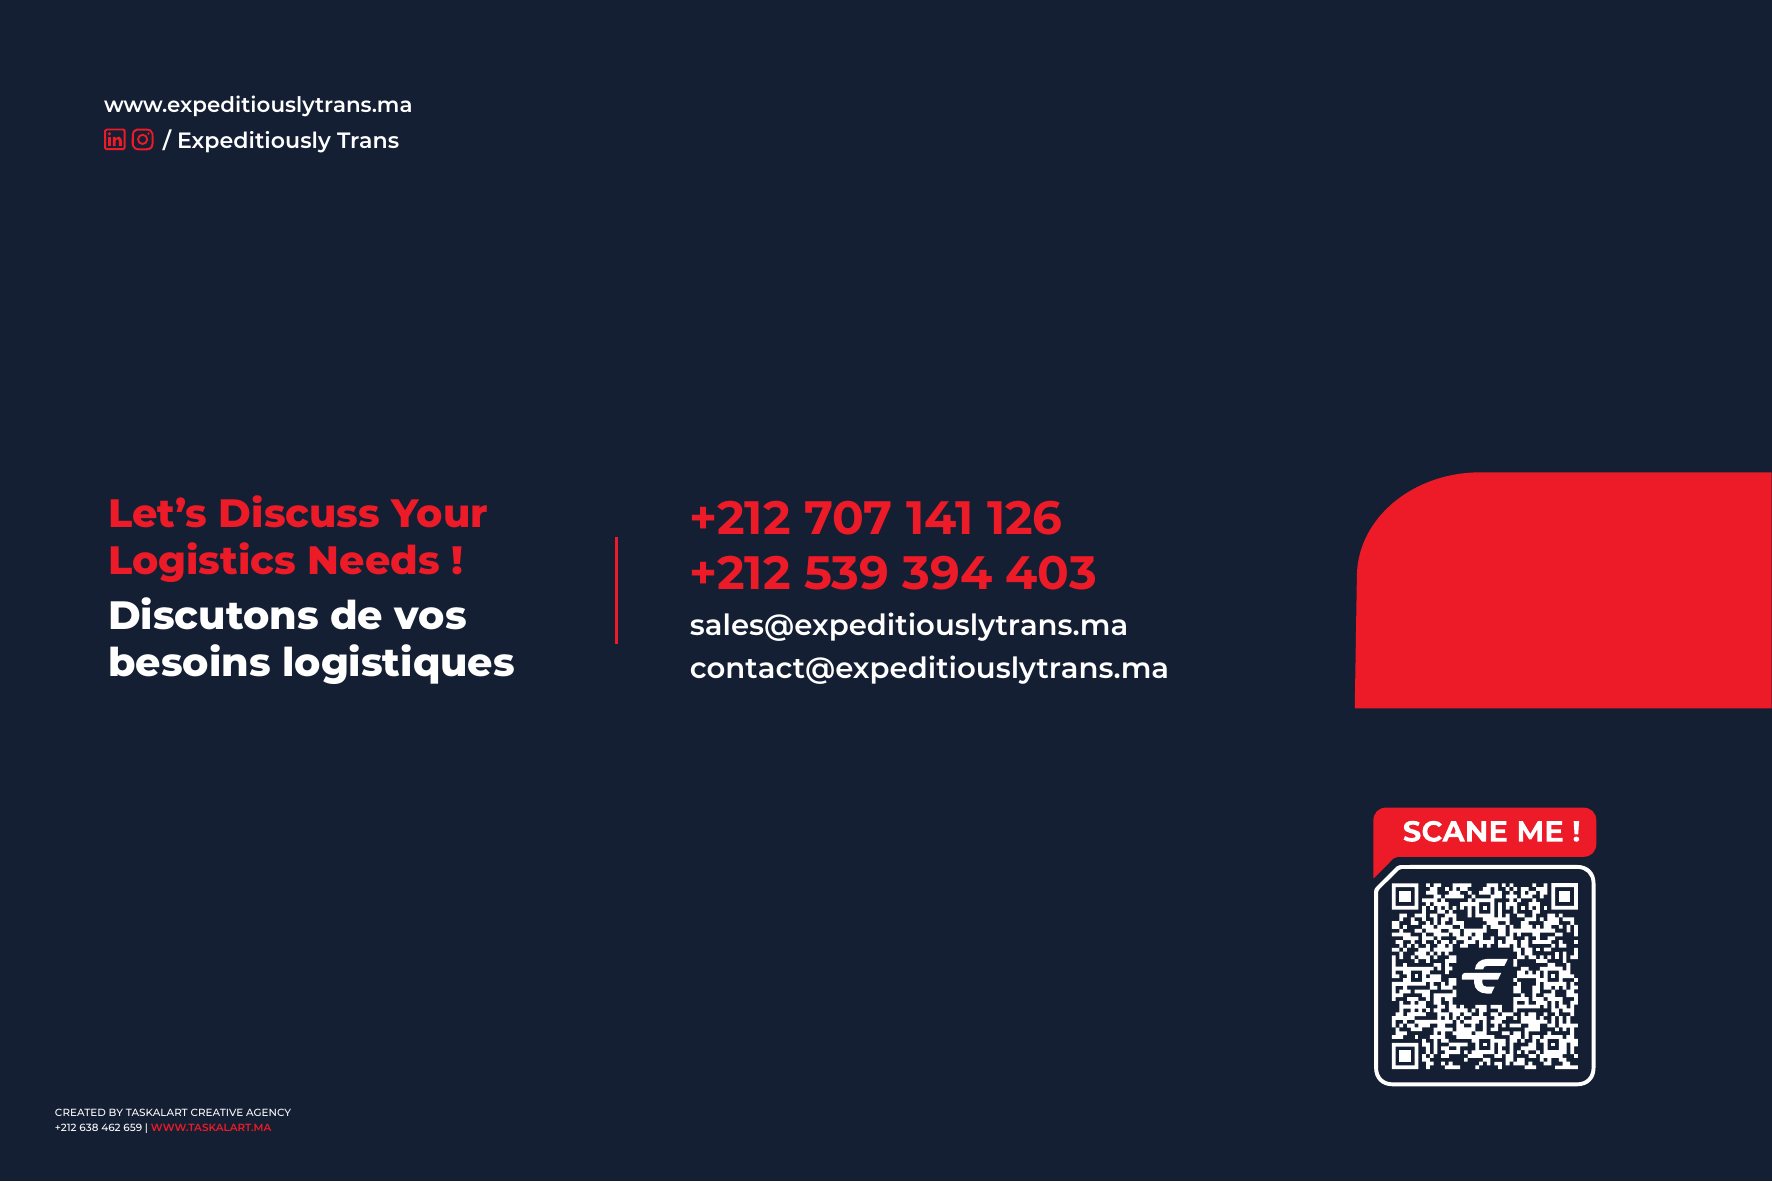 www.expeditiouslytrans.ma
/ Expeditiously Trans
Let’s Discuss Your
Logistics Needs !
Discutons de vos
besoins logistiques
+212 707 141 126
+212 539 394 403
sales@expeditiouslytrans.ma
contact@expeditiouslytrans.ma
SCANE ME !
CREATED BY TASKALART CREATIVE AGENCY
+212 638 462 659 | WWW.TASKALART.MA